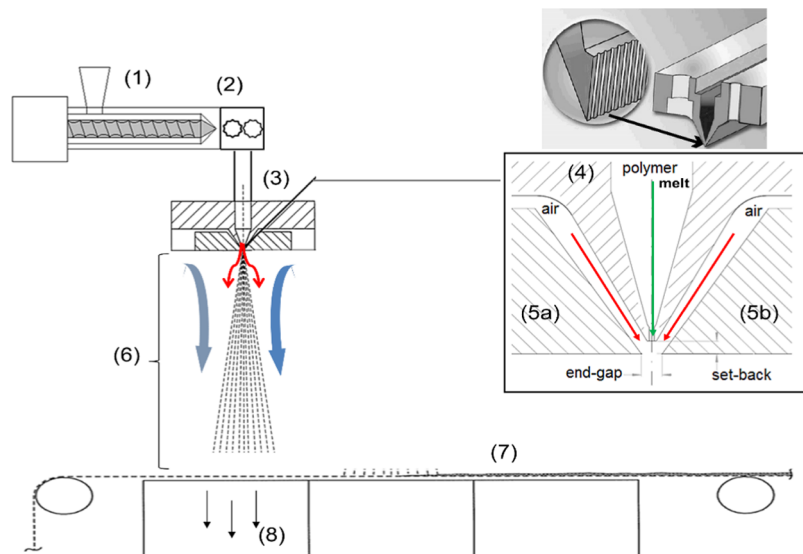 (1)
(2)
(3)
(4)
polymer
melt
air
air
(5a)
(5b)
end-gap
set-back
(6)
(7)
(8)